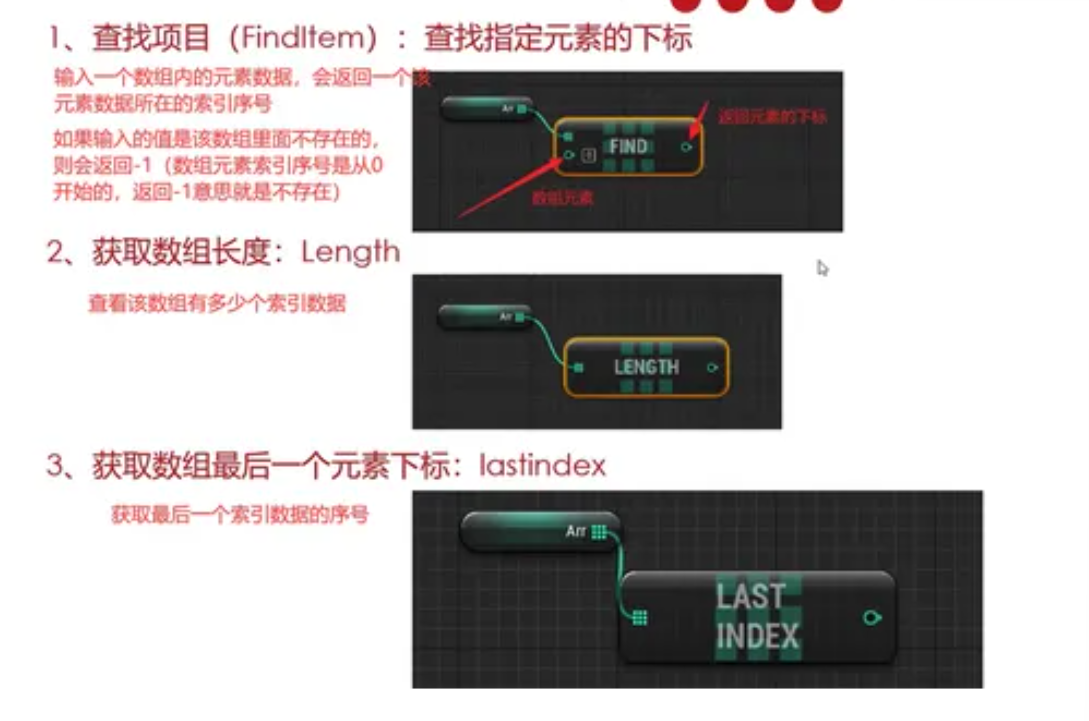 1、查找项目（FindItem）：查找指定元素的下标
输入一个数组内的元素数据，会返回一个该
元素数据所在的索引序号
如果输入的值是该数组里面不存在的，
则会返回-1（数组元素索引序号是从0
开始的，返回-1意思就是不存在）
Arr
FIND
返回元素的下标
数组元素
2、获取数组长度：Length
查看该数组有多少个索引数据
Arr
LENGTH
3、获取数组最后一个元素下标：lastindex
获取最后一个索引数据的序号
Arr
LAST
INDEX